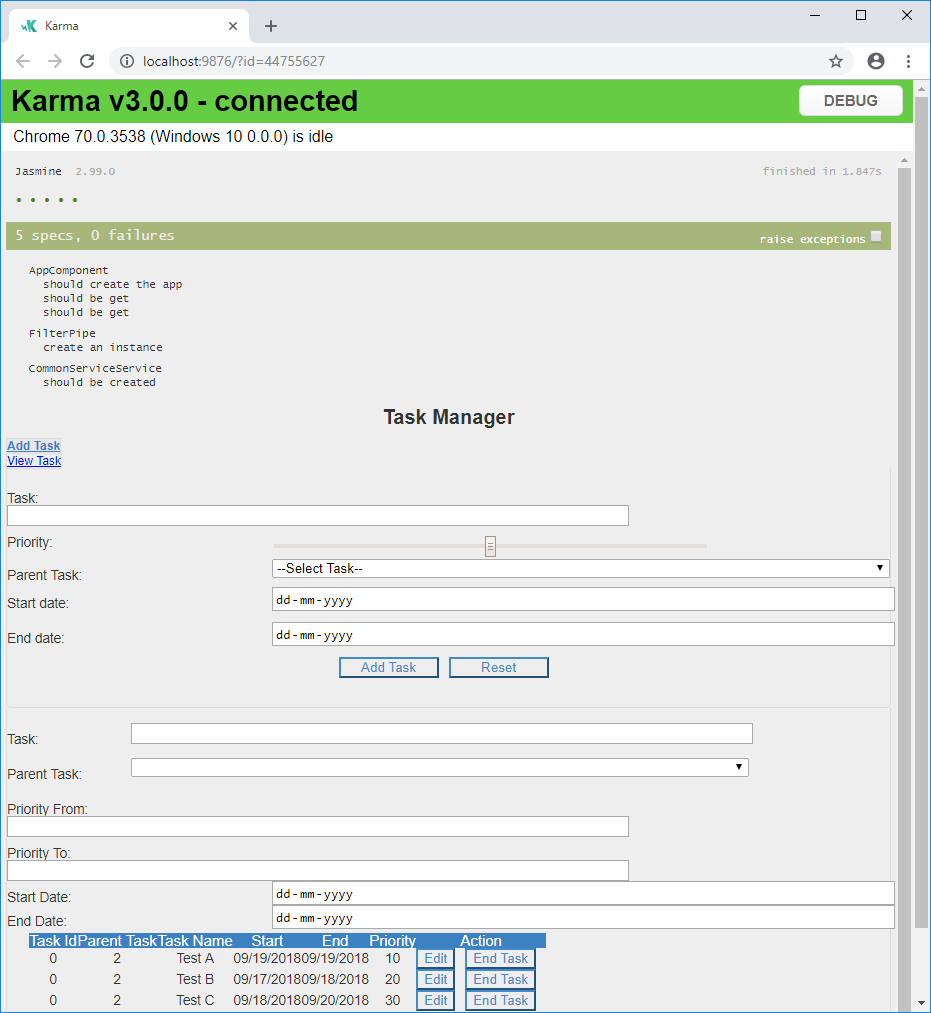 Karma
localhost:9876/?id=44755627
Karma v3.0.0 - connected
DEBUG
Chrome 70.0.3538 (Windows 10 0.0.0) is idle
Jasmine 2.99.0
finished in 1.847s
• • • • •
5 specs, 0 failures
raise exceptions
AppComponent
should create the app
should be get
should be get
FilterPipe
create an instance
CommonServiceService
should be created
Task Manager
Add Task
View Task
Task:
Priority:
Parent Task: --Select Task--
Start date: dd-mm-yyyy
End date: dd-mm-yyyy
Add Task Reset
Task:
Parent Task:
Priority From:
Priority To:
Start Date: dd-mm-yyyy
End Date: dd-mm-yyyy
Task Id Parent Task Task Name Start End Priority Action
0 2 Test A 09/19/2018 09/19/2018 10 Edit End Task
0 2 Test B 09/17/2018 09/18/2018 20 Edit End Task
0 2 Test C 09/18/2018 09/20/2018 30 Edit End Task